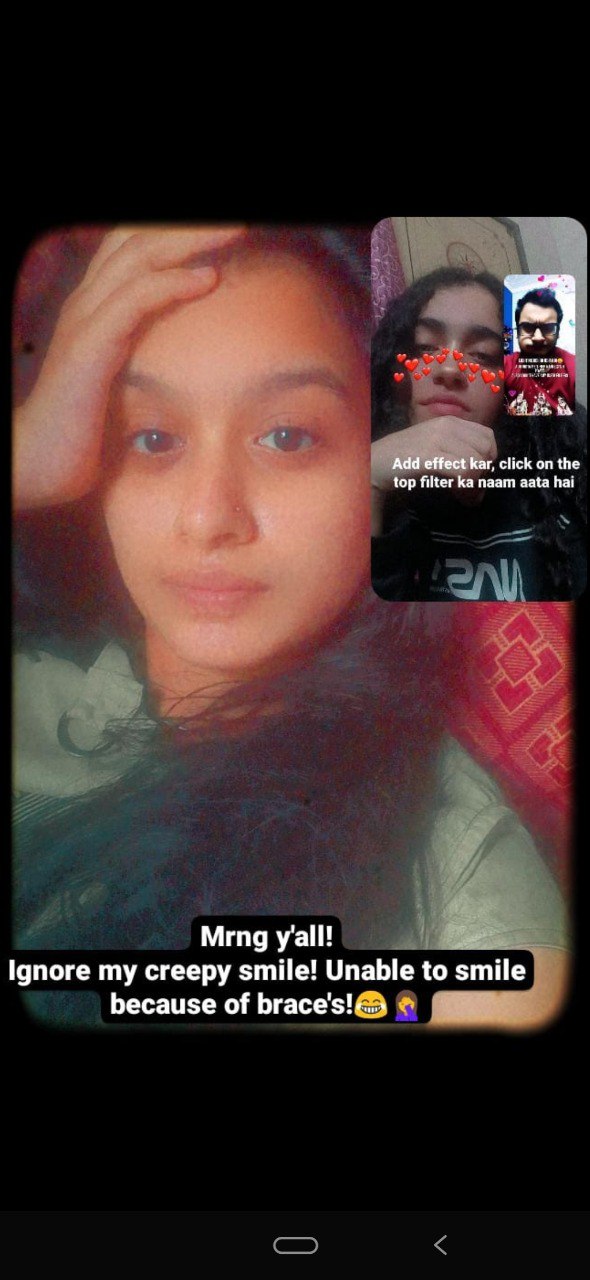 Add effect kar, click on the
top filter ka naam aata hai
Mrng y'all!
Ignore my creepy smile! Unable to smile
because of brace's!😂🤦‍♀️